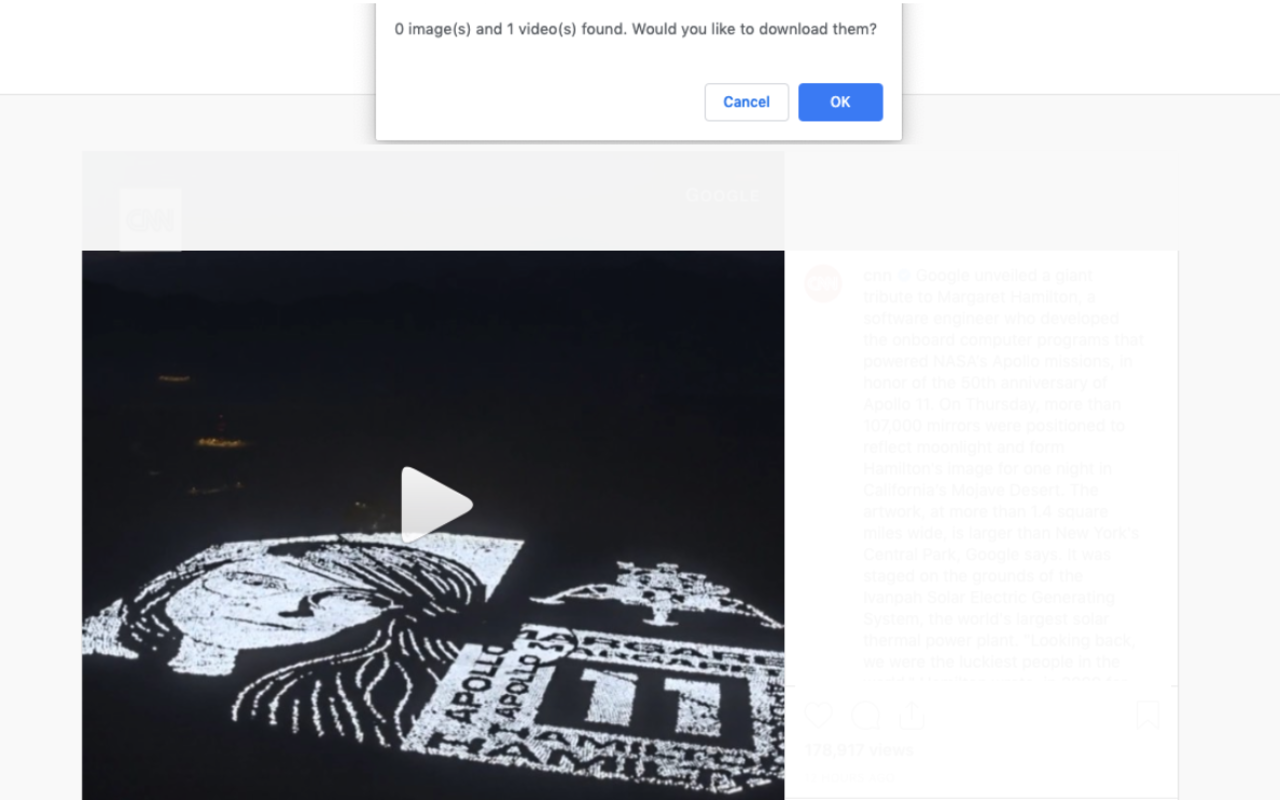 0 image(s) and 1 video(s) found. Would you like to download them?
Cancel
OK
GOOGLE
CNN
cnn Google unveiled a giant
tribute to Margaret Hamilton, a
software engineer who developed
the onboard computer programs that
powered NASA's Apollo missions, in
honor of the 50th anniversary of
Apollo 11. On Thursday, more than
107,000 mirrors were positioned to
reflect moonlight and form
Hamilton's image for one night in
California's Mojave Desert. The
artwork, at more than 1.4 square
miles wide, is larger than New York's
Central Park, Google says. It was
staged on the grounds of the
Ivanpah Solar Electric Generating
System, the world's largest solar
thermal power plant. "Looking back,
we were the luckiest people in the
178,917 views
APOLLO
APOLLO
11
HAMILTON